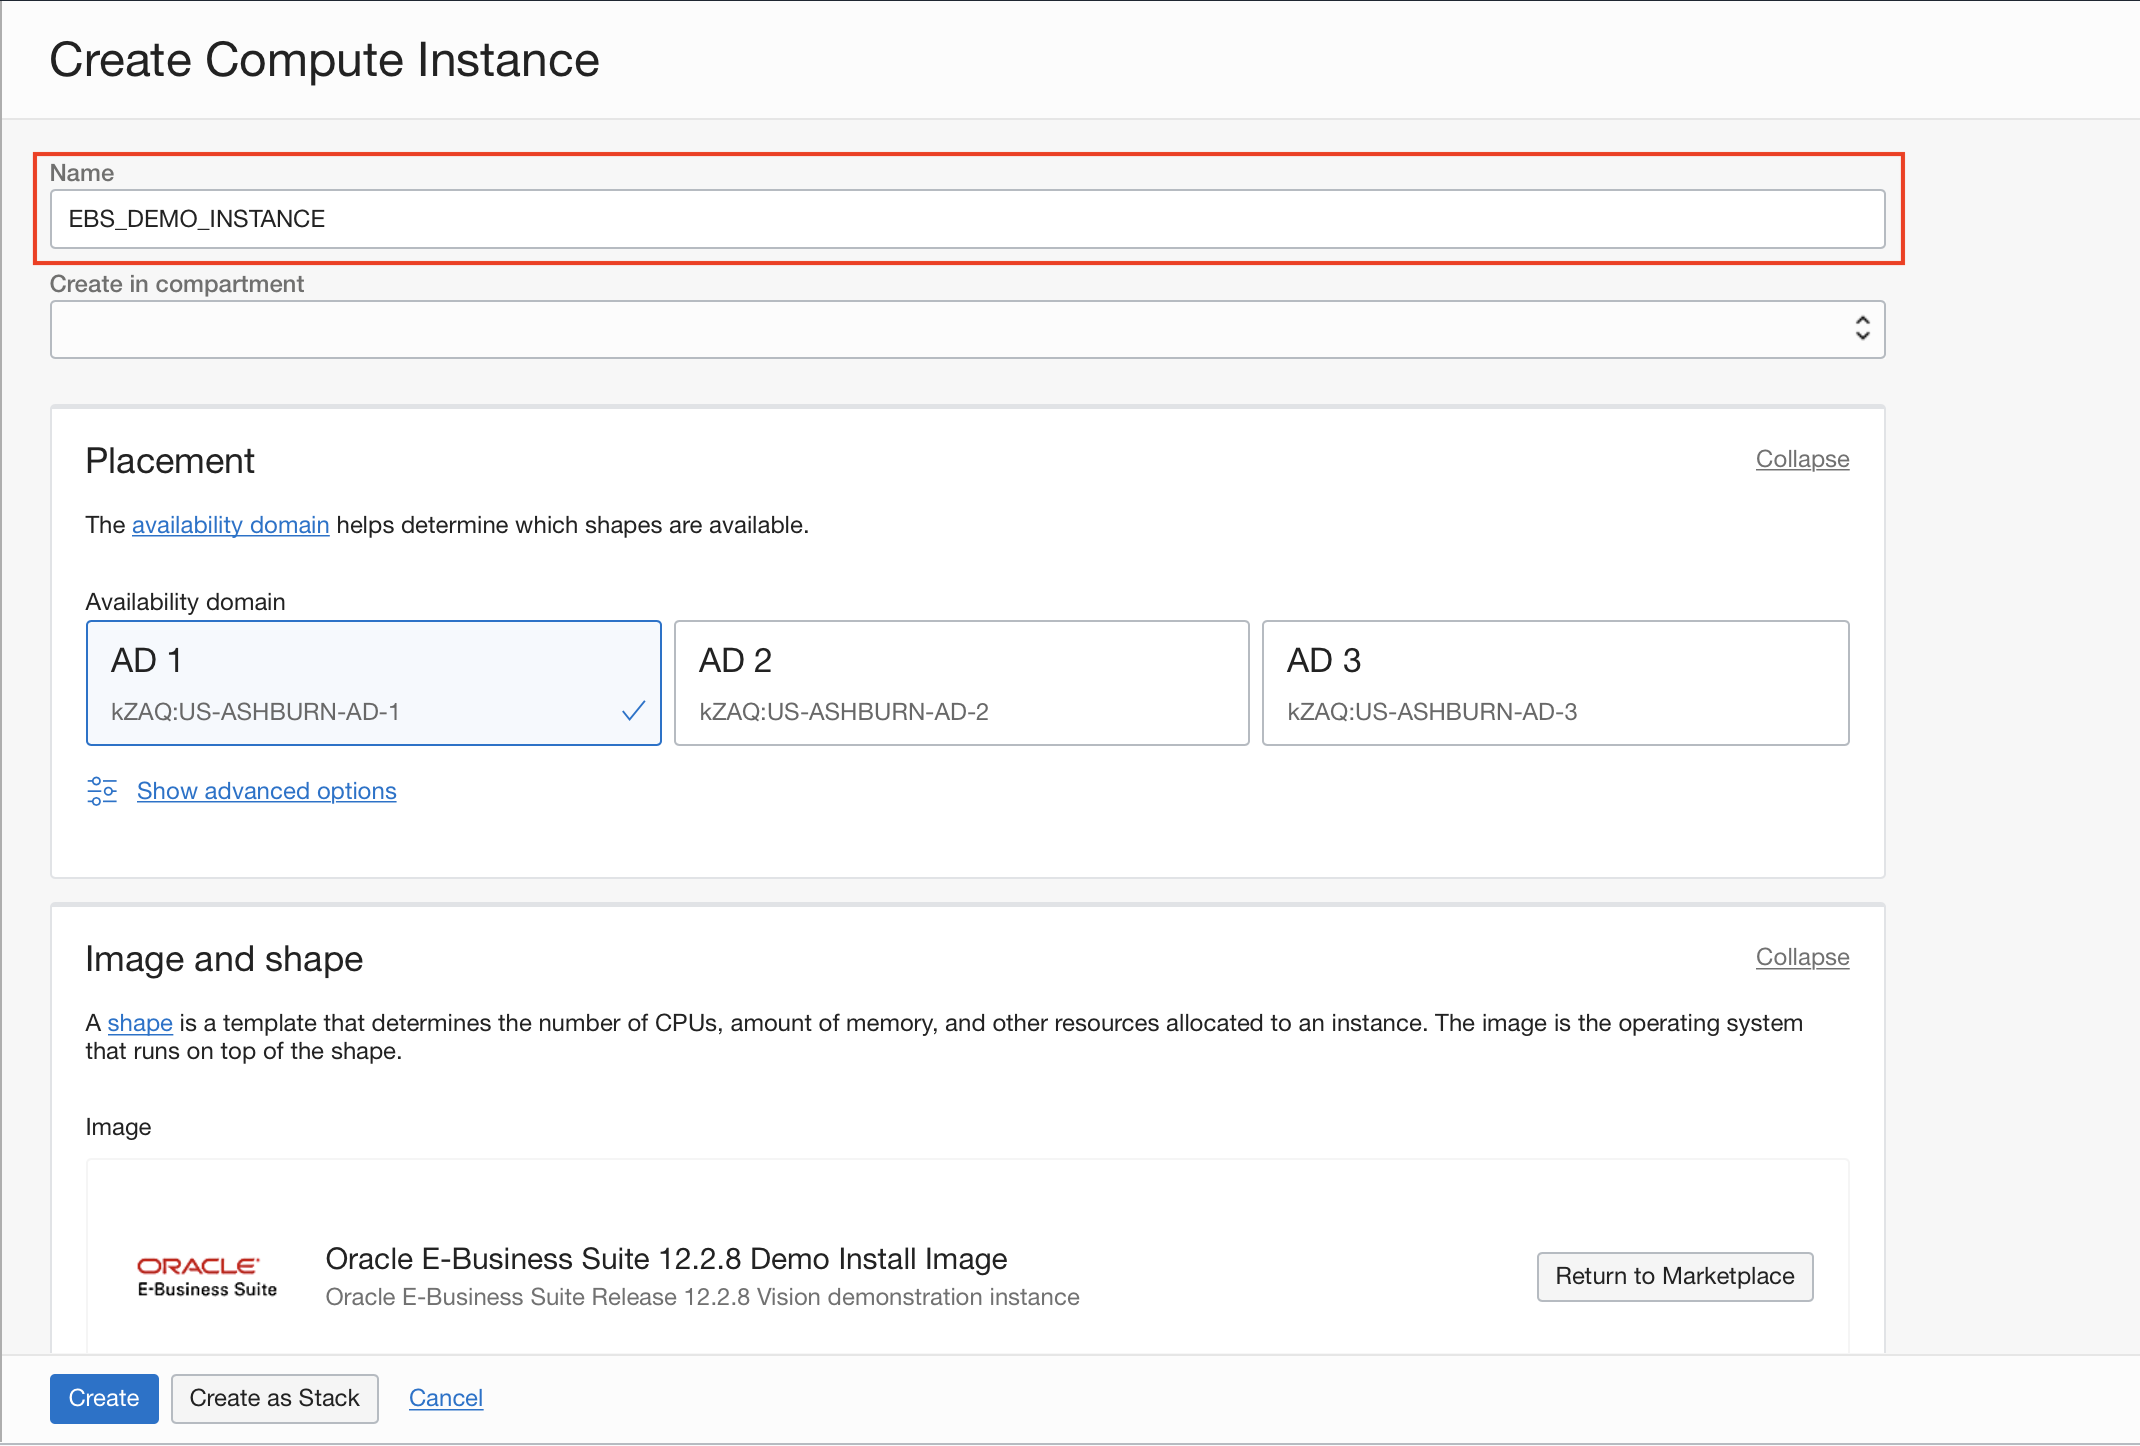 Create Compute Instance
Name
EBS_DEMO_INSTANCE
Create in compartment
Placement
Collapse
The availability domain helps determine which shapes are available.
Availability domain
AD 1
kZAQ:US-ASHBURN-AD-1
AD 2
kZAQ:US-ASHBURN-AD-2
AD 3
kZAQ:US-ASHBURN-AD-3
Show advanced options
Image and shape
Collapse
A shape is a template that determines the number of CPUs, amount of memory, and other resources allocated to an instance. The image is the operating system
that runs on top of the shape.
Image
ORACLE
E-Business Suite
Oracle E-Business Suite 12.2.8 Demo Install Image
Oracle E-Business Suite Release 12.2.8 Vision demonstration instance
Return to Marketplace
Create
Create as Stack
Cancel